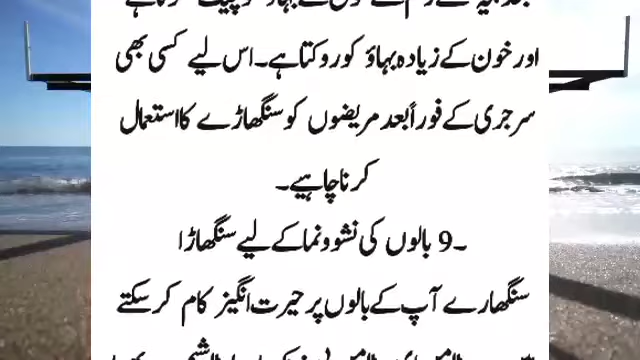 اور خون کے زیادہ بہاؤ کو روکتا ہے۔ اس لیے کسی بھی
سرجری کے فوراً بعد مریضوں کو سنگھاڑے کا استعمال
کرنا چاہیے۔
۔9 بالوں کی نشوونما کے لیے سنگھاڑا
سنگھارے آپ کے بالوں پر حیرت انگیز کام کر سکتے